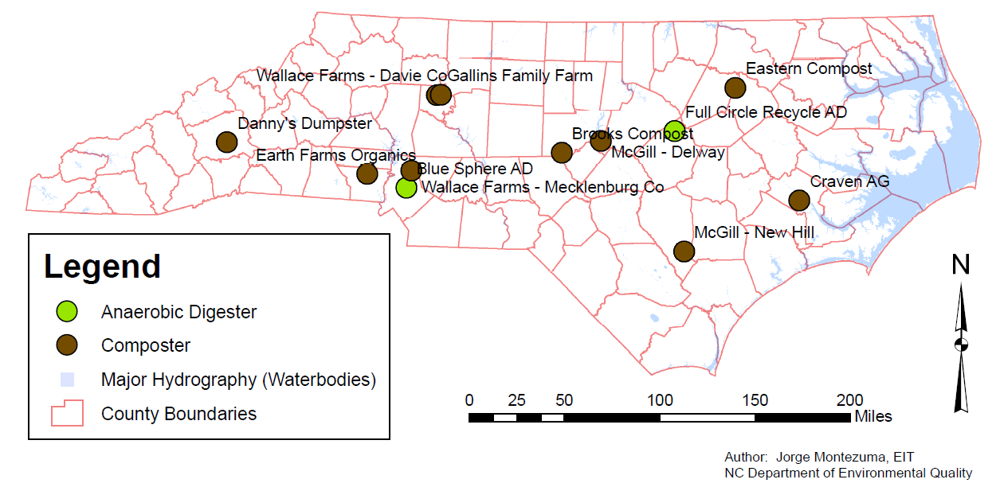 Eastern Compost
Wallace Farms - Davie Co
Gallins Family Farm
Full Circle Recycle AD
Danny's Dumpster
Brooks Compost
McGill - Delway
Earth Farms Organics
Blue Sphere AD
Wallace Farms - Mecklenburg Co
Craven AG
McGill - New Hill
Legend
Anaerobic Digester
Composter
Major Hydrography (Waterbodies)
County Boundaries
N
0 25 50 100 150 200
Miles
Author: Jorge Montezuma, EIT
NC Department of Environmental Quality